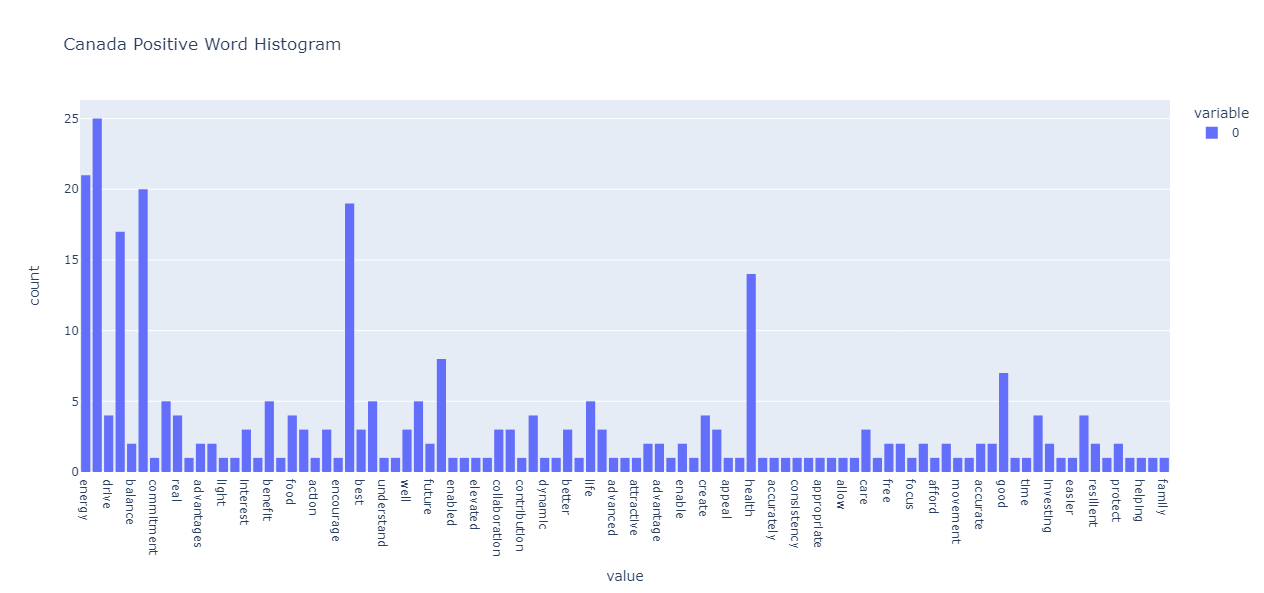 Canada Positive Word Histogram
variable
0
25
20
15
10
5
0
count
energy
drive
balance
commitment
real
advantages
light
interest
benefit
food
action
encourage
best
understand
well
future
enabled
elevated
collaboration
contribution
dynamic
better
life
advanced
attractive
advantage
enable
create
appeal
health
accurately
consistency
appropriate
allow
care
free
focus
afford
movement
accurate
good
time
investing
easier
resilient
protect
helping
family
value